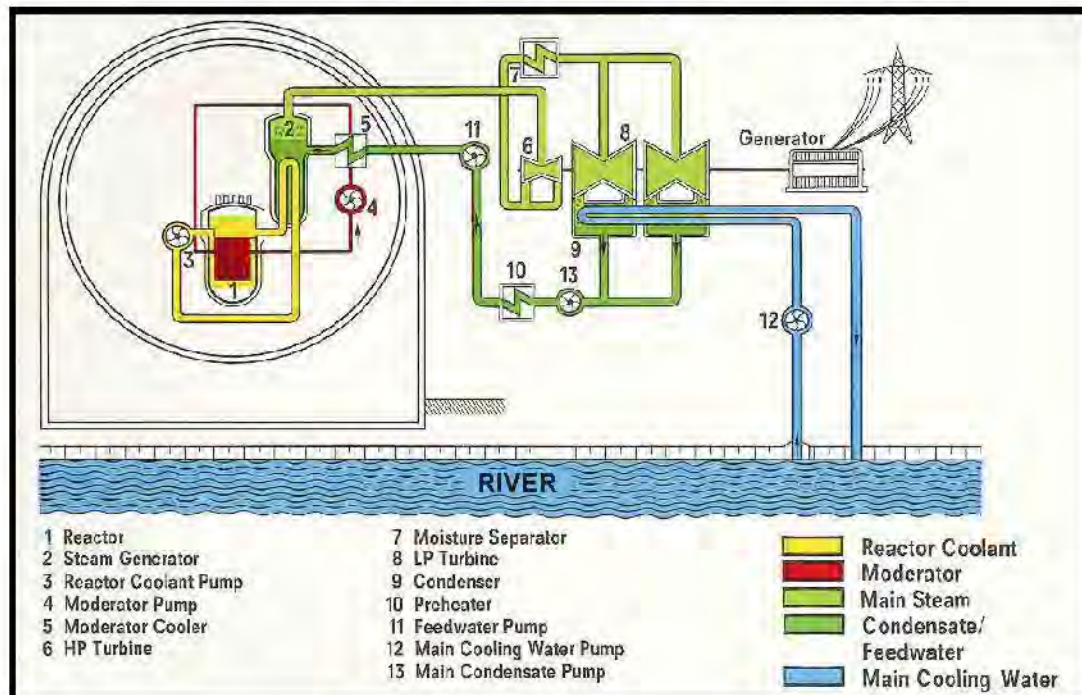 7
8
Generator
2
5
11
6
4
3
9
1
10
13
12
RIVER
1 Reactor
2 Steam Generator
3 Reactor Coolant Pump
4 Moderator Pump
5 Moderator Cooler
6 HP Turbine
7 Moisture Separator
8 LP Turbine
9 Condenser
10 Preheater
11 Feedwater Pump
12 Main Cooling Water Pump
13 Main Condensate Pump
Reactor Coolant
Moderator
Main Steam
Condensate/
Feedwater
Main Cooling Water